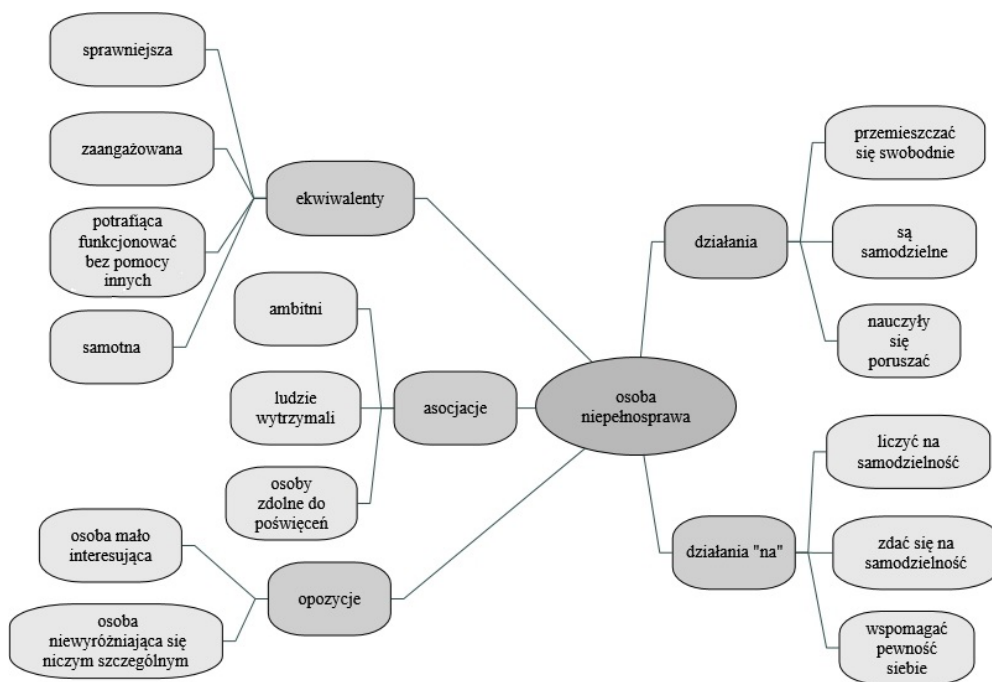 sprawniejsza
zaangażowana
potrafiąca
funkcjonować
bez pomocy
innych
samotna
ekwiwalenty
ambitni
ludzie
wytrzymali
osoby
zdolne do
poświęceń
asocjacje
osoba mało
interesująca
osoba
niewyróżniająca się
niczym szczególnym
opozycje
osoba
niepełnosprawa
działania
przemieszczać
się swobodnie
są
samodzielne
nauczyły
się
poruszać
działania "na"
liczyć na
samodzielność
zdać się na
samodzielność
wspomagać
pewność
siebie